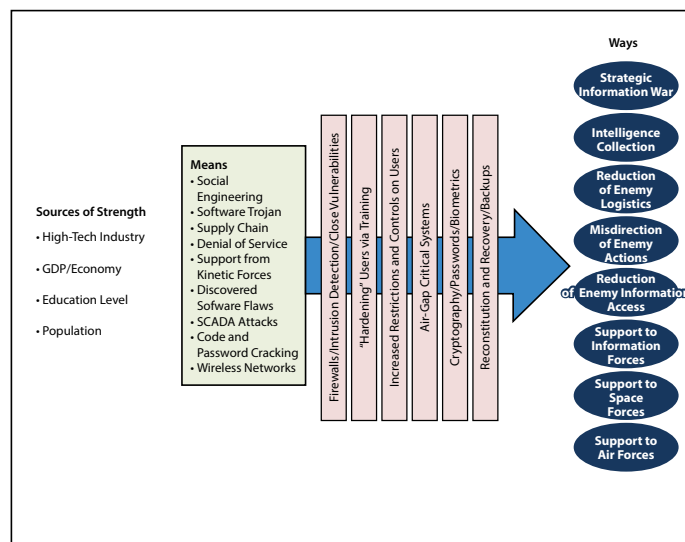 Sources of Strength
• High-Tech Industry
• GDP/Economy
• Education Level
• Population
Means
• Social
Engineering
• Software Trojan
• Supply Chain
• Denial of Service
• Support from
Kinetic Forces
• Discovered
Sofware Flaws
• SCADA Attacks
• Code and
Password Cracking
• Wireless Networks
Firewalls/Intrusion Detection/Close Vulnerabilities
"Hardening" Users via Training
Increased Restrictions and Controls on Users
Air-Gap Critical Systems
Cryptography/Passwords/Biometrics
Reconstitution and Recovery/Backups
Ways
Strategic
Information War
Intelligence
Collection
Reduction
of Enemy
Logistics
Misdirection
of Enemy
Actions
Reduction
of Enemy Information
Access
Support to
Information
Forces
Support to
Space
Forces
Support to
Air Forces